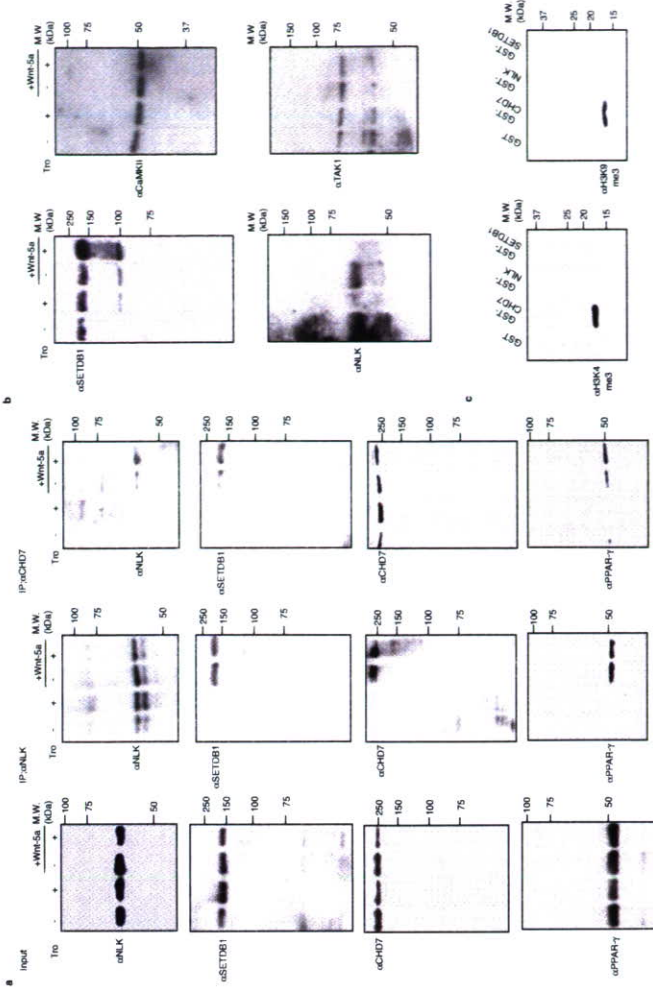 a
Input
Tro - + - +
+Wnt-5a
M.W.
(kDa)
αNLK
100
75
50
αSETDB1
250
150
100
75
αCHD7
250
150
100
75
αPPAR-γ
50
IP;αNLK
Tro - + - +
+Wnt-5a
M.W.
(kDa)
αNLK
100
75
50
αSETDB1
250
150
100
75
αCHD7
250
150
100
75
αPPAR-γ
100
75
50
IP;αCHD7
Tro - + - +
+Wnt-5a
M.W.
(kDa)
αNLK
100
75
50
αSETDB1
250
150
100
75
αCHD7
250
150
100
75
αPPAR-γ
100
75
50
b
Tro - + - +
+Wnt-5a
M.W
(kDa)
αSETDB1
250
150
100
75
Tro - + - +
+Wnt-5a
M.W
(kDa)
αCaMKII
100
75
50
37
M.W
(kDa)
αNLK
150
100
75
50
M.W
(kDa)
αTAK1
150
100
75
50
c
GST
GST-CHD7
GST-NLK
GST-SETDB1
M.W
(kDa)
αH3K4
me3
37
25
20
15
GST
GST-CHD7
GST-NLK
GST-SETDB1
M.W
(kDa)
αH3K9
me3
37
25
20
15